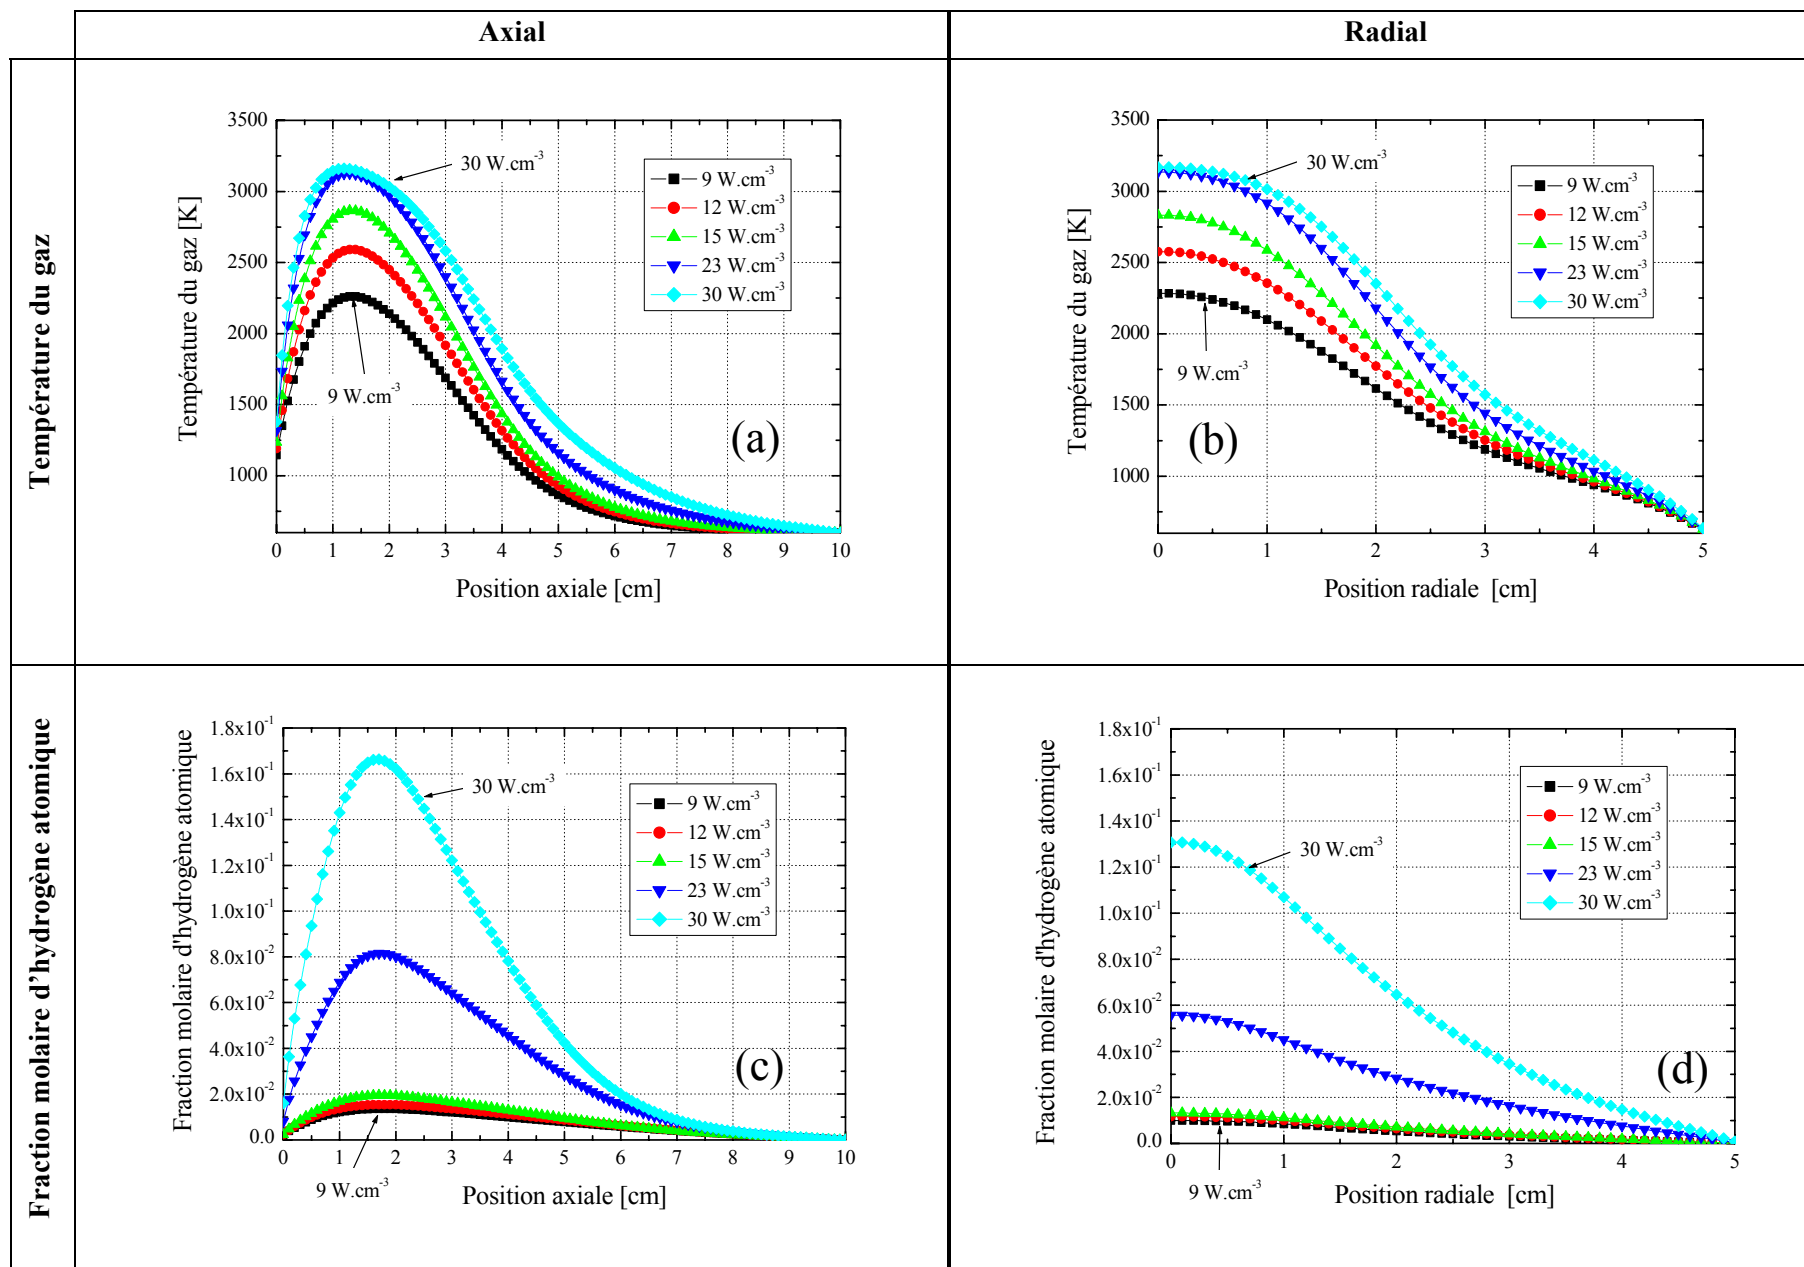 Axial
Radial
Température du gaz
3500
3000
2500
2000
1500
1000
0 1 2 3 4 5 6 7 8 9 10
Température du gaz [K]
Position axiale [cm]
30 W.cm⁻³
9 W.cm⁻³
9 W.cm⁻³
12 W.cm⁻³
15 W.cm⁻³
23 W.cm⁻³
30 W.cm⁻³
(a)
3500
3000
2500
2000
1500
1000
0 1 2 3 4 5
Température du gaz [K]
Position radiale [cm]
30 W.cm⁻³
9 W.cm⁻³
9 W.cm⁻³
12 W.cm⁻³
15 W.cm⁻³
23 W.cm⁻³
30 W.cm⁻³
(b)
Fraction molaire d’hydrogène atomique
1.8x10⁻¹
1.6x10⁻¹
1.4x10⁻¹
1.2x10⁻¹
1.0x10⁻¹
8.0x10⁻²
6.0x10⁻²
4.0x10⁻²
2.0x10⁻²
0.0
0 1 2 3 4 5 6 7 8 9 10
Fraction molaire d'hydrogène atomique
Position axiale [cm]
30 W.cm⁻³
9 W.cm⁻³
9 W.cm⁻³
12 W.cm⁻³
15 W.cm⁻³
23 W.cm⁻³
30 W.cm⁻³
(c)
1.8x10⁻¹
1.6x10⁻¹
1.4x10⁻¹
1.2x10⁻¹
1.0x10⁻¹
8.0x10⁻²
6.0x10⁻²
4.0x10⁻²
2.0x10⁻²
0.0
0 1 2 3 4 5
Fraction molaire d'hydrogène atomique
Position radiale [cm]
30 W.cm⁻³
9 W.cm⁻³
9 W.cm⁻³
12 W.cm⁻³
15 W.cm⁻³
23 W.cm⁻³
30 W.cm⁻³
(d)